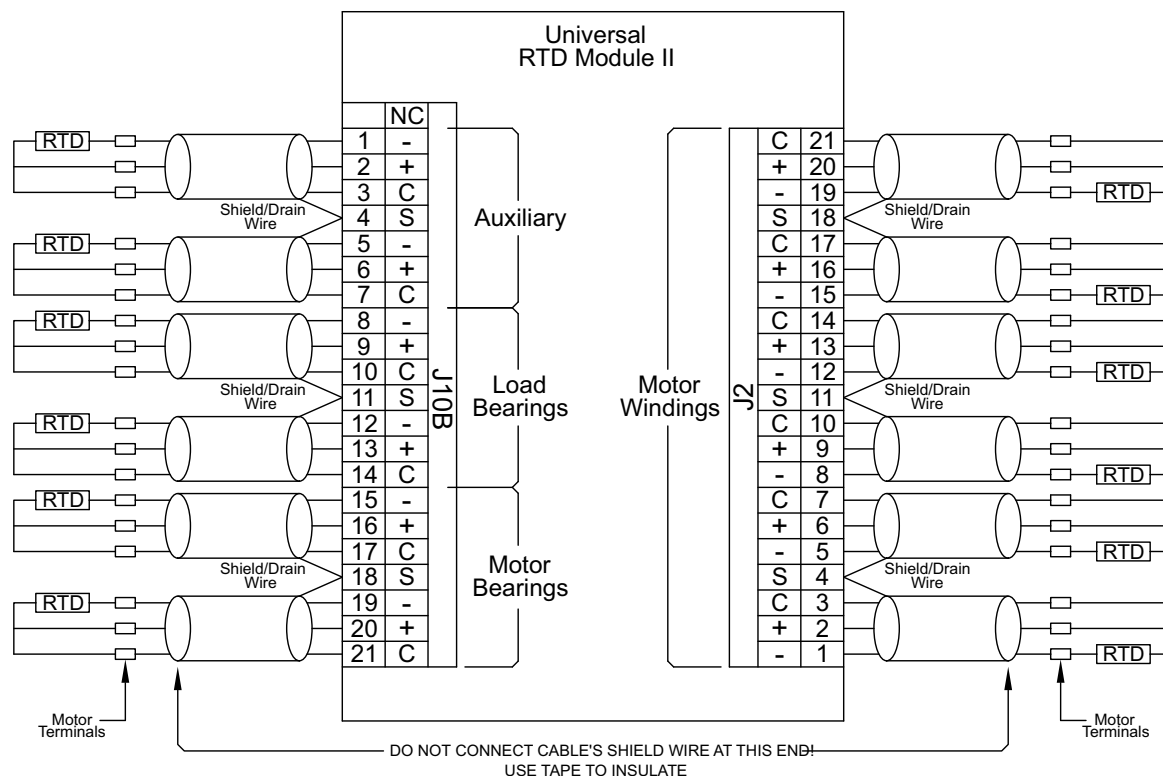 Universal
RTD Module II
NC
RTD 1 - C 21
2 + + 20
3 C - 19 RTD
Shield/Drain
Wire
4 S Auxiliary S 18
Shield/Drain
Wire
RTD 5 - C 17
6 + + 16
7 C - 15 RTD
RTD 8 - C 14
9 + + 13
10 C - 12 RTD
Shield/Drain
Wire
11 S
J10B
Load
Bearings
Motor
Windings
J2
S 11
Shield/Drain
Wire
RTD 12 - C 10
13 + + 9
14 C - 8 RTD
RTD 15 - C 7
16 + + 6
17 C - 5 RTD
Shield/Drain
Wire
18 S
Motor
Bearings
S 4
Shield/Drain
Wire
RTD 19 - C 3
20 + + 2
21 C - 1 RTD
Motor
Terminals
Motor
Terminals
DO NOT CONNECT CABLE'S SHIELD WIRE AT THIS END!
USE TAPE TO INSULATE